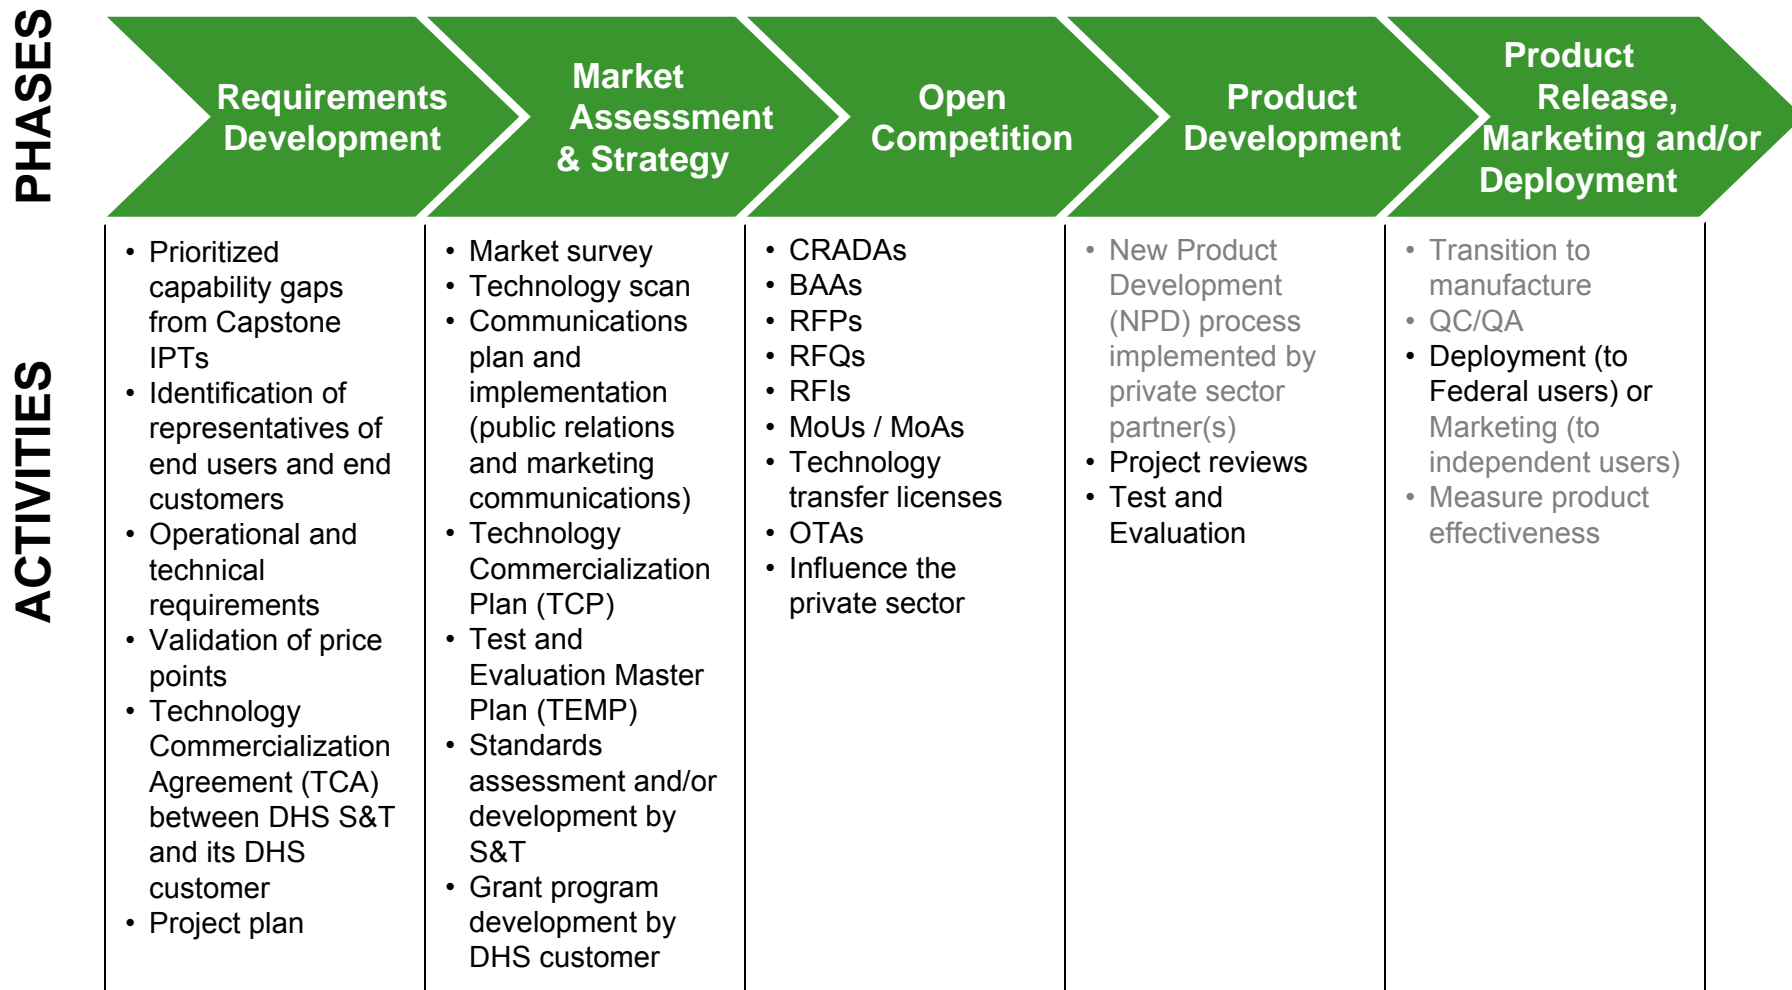 PHASES
Requirements
Development
Market
Assessment
& Strategy
Open
Competition
Product
Development
Product
Release,
Marketing and/or
Deployment
ACTIVITIES
• Prioritized
capability gaps
from Capstone
IPTs
• Identification of
representatives of
end users and end
customers
• Operational and
technical
requirements
• Validation of price
points
• Technology
Commercialization
Agreement (TCA)
between DHS S&T
and its DHS
customer
• Project plan
• Market survey
• Technology scan
• Communications
plan and
implementation
(public relations
and marketing
communications)
• Technology
Commercialization
Plan (TCP)
• Test and
Evaluation Master
Plan (TEMP)
• Standards
assessment and/or
development by
S&T
• Grant program
development by
DHS customer
• CRADAs
• BAAs
• RFPs
• RFQs
• RFIs
• MoUs / MoAs
• Technology
transfer licenses
• OTAs
• Influence the
private sector
• New Product
Development
(NPD) process
implemented by
private sector
partner(s)
• Project reviews
• Test and
Evaluation
• Transition to
manufacture
• QC/QA
• Deployment (to
Federal users) or
Marketing (to
independent users)
• Measure product
effectiveness